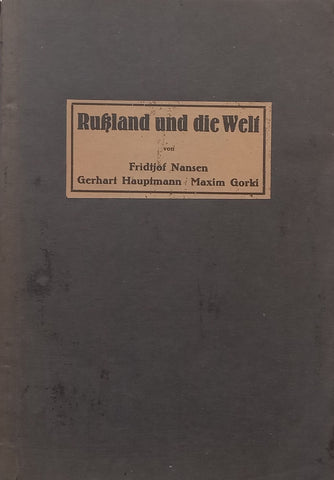 Rußland und die Welt
von
Fridtjof Nansen
Gerhart Hauptmann / Maxim Gorki